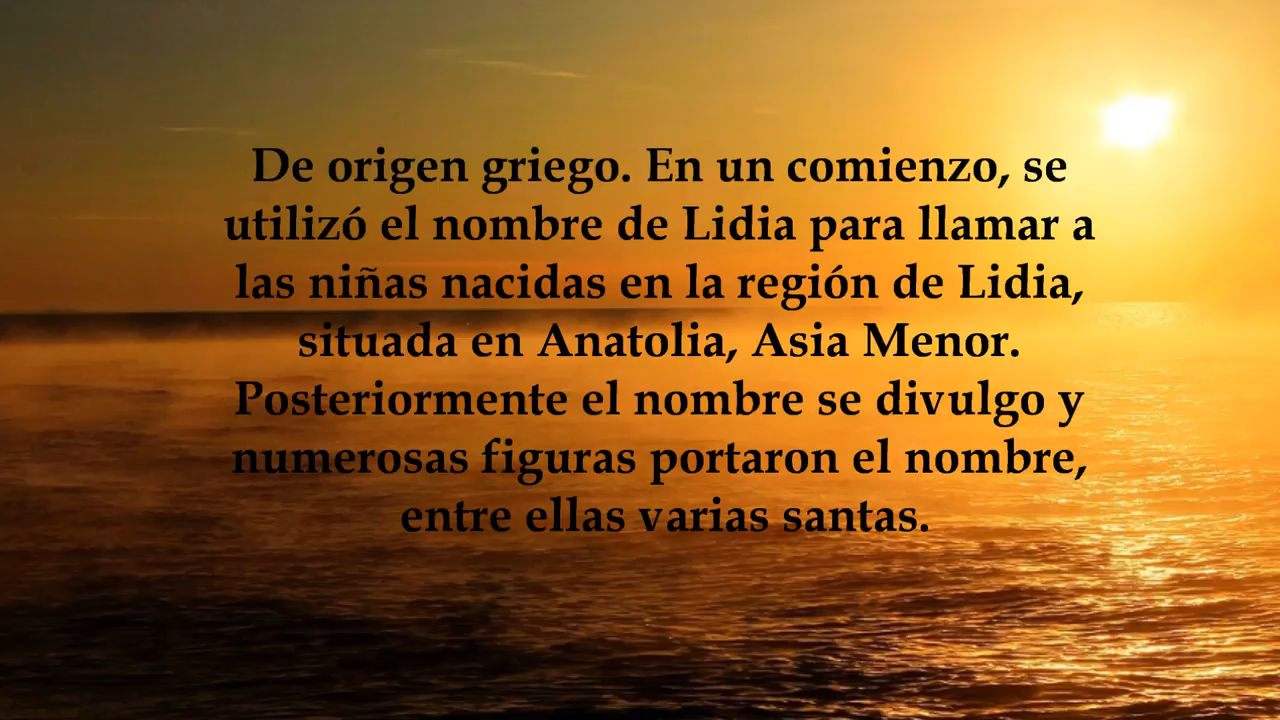 De origen griego. En un comienzo, se
utilizó el nombre de Lidia para llamar a
las niñas nacidas en la región de Lidia,
situada en Anatolia, Asia Menor.
Posteriormente el nombre se divulgo y
numerosas figuras portaron el nombre,
entre ellas varias santas.